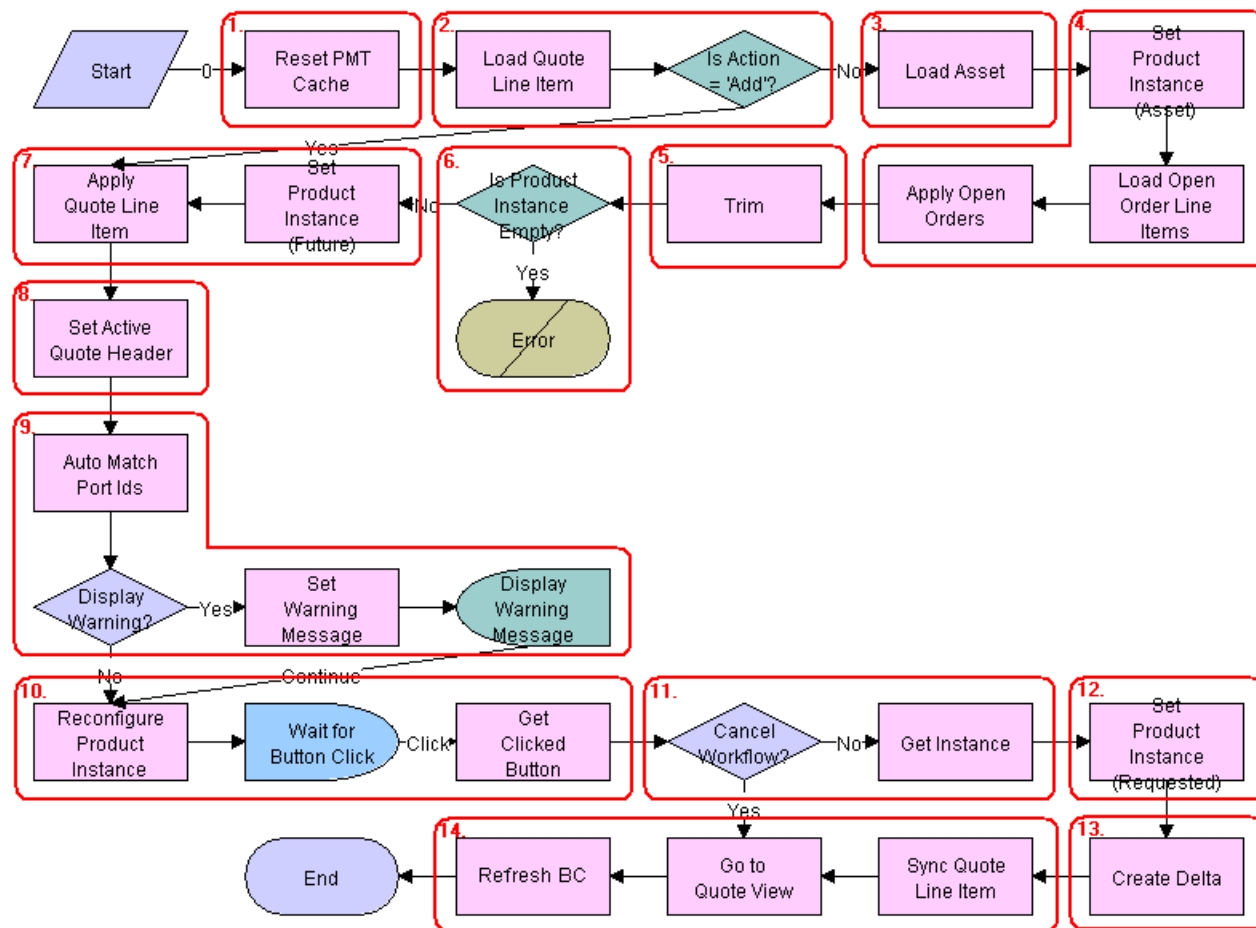 1.
2.
3.
4.
Start
0
Reset PMT
Cache
Load Quote
Line Item
Is Action
= 'Add'?
No
Load Asset
Set
Product
Instance
(Asset)
Yes
7
6.
5.
Apply
Quote Line
Item
Set
Product
Instance
(Future)
No
Is Product
Instance
Empty?
Trim
Apply Open
Orders
Load Open
Order Line
Items
Yes
Error
8
Set Active
Quote Header
9.
Auto Match
Port Ids
Display
Warning?
Yes
Set
Warning
Message
Display
Warning
Message
No
Continue
10.
11.
12.
Reconfigure
Product
Instance
Wait for
Button Click
Click
Get
Clicked
Button
Cancel
Workflow?
No
Get Instance
Set
Product
Instance
(Requested)
Yes
14.
13.
End
Refresh BC
Go to
Quote View
Sync Quote
Line Item
Create Delta